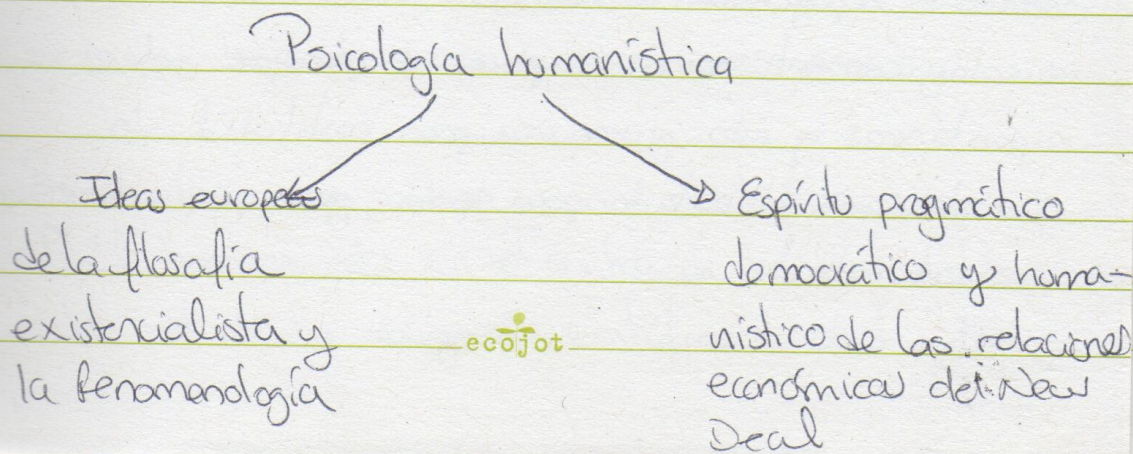 Psicología humanística
Ideas europeas
de la filosofía
existencialista y
la fenomenología
ecojot
Espíritu pragmático
democrático y huma-
nístico de las relaciones
económicas del New
Deal